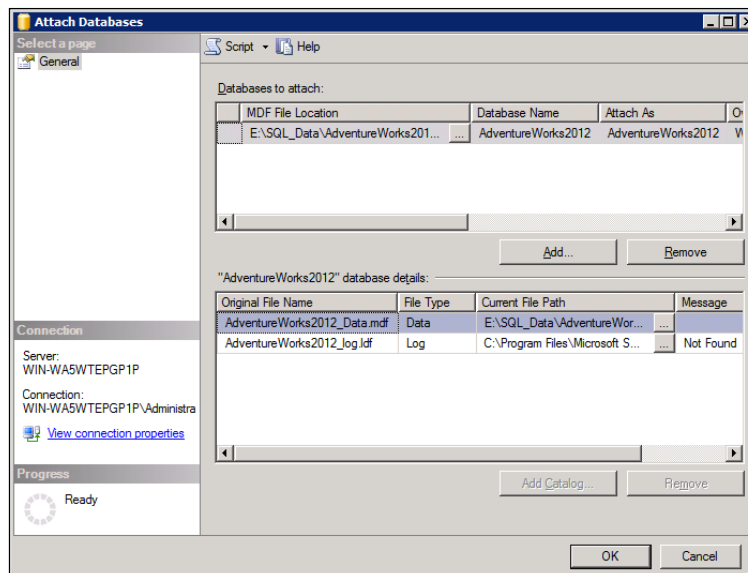 Attach Databases
Select a page
General
Script Help
Databases to attach:
MDF File Location Database Name Attach As
E:\SQL_Data\AdventureWorks201... ... AdventureWorks2012 AdventureWorks2012
Add... Remove
"AdventureWorks2012" database details:
Original File Name File Type Current File Path Message
AdventureWorks2012_Data.mdf Data E:\SQL_Data\AdventureWor... ...
AdventureWorks2012_log.ldf Log C:\Program Files\Microsoft S... ... Not Found
Add Catalog... Remove
Connection
Server:
WIN-WA5WTEPGP1P
Connection:
WIN-WA5WTEPGP1P\Administra
View connection properties
Progress
Ready
OK Cancel